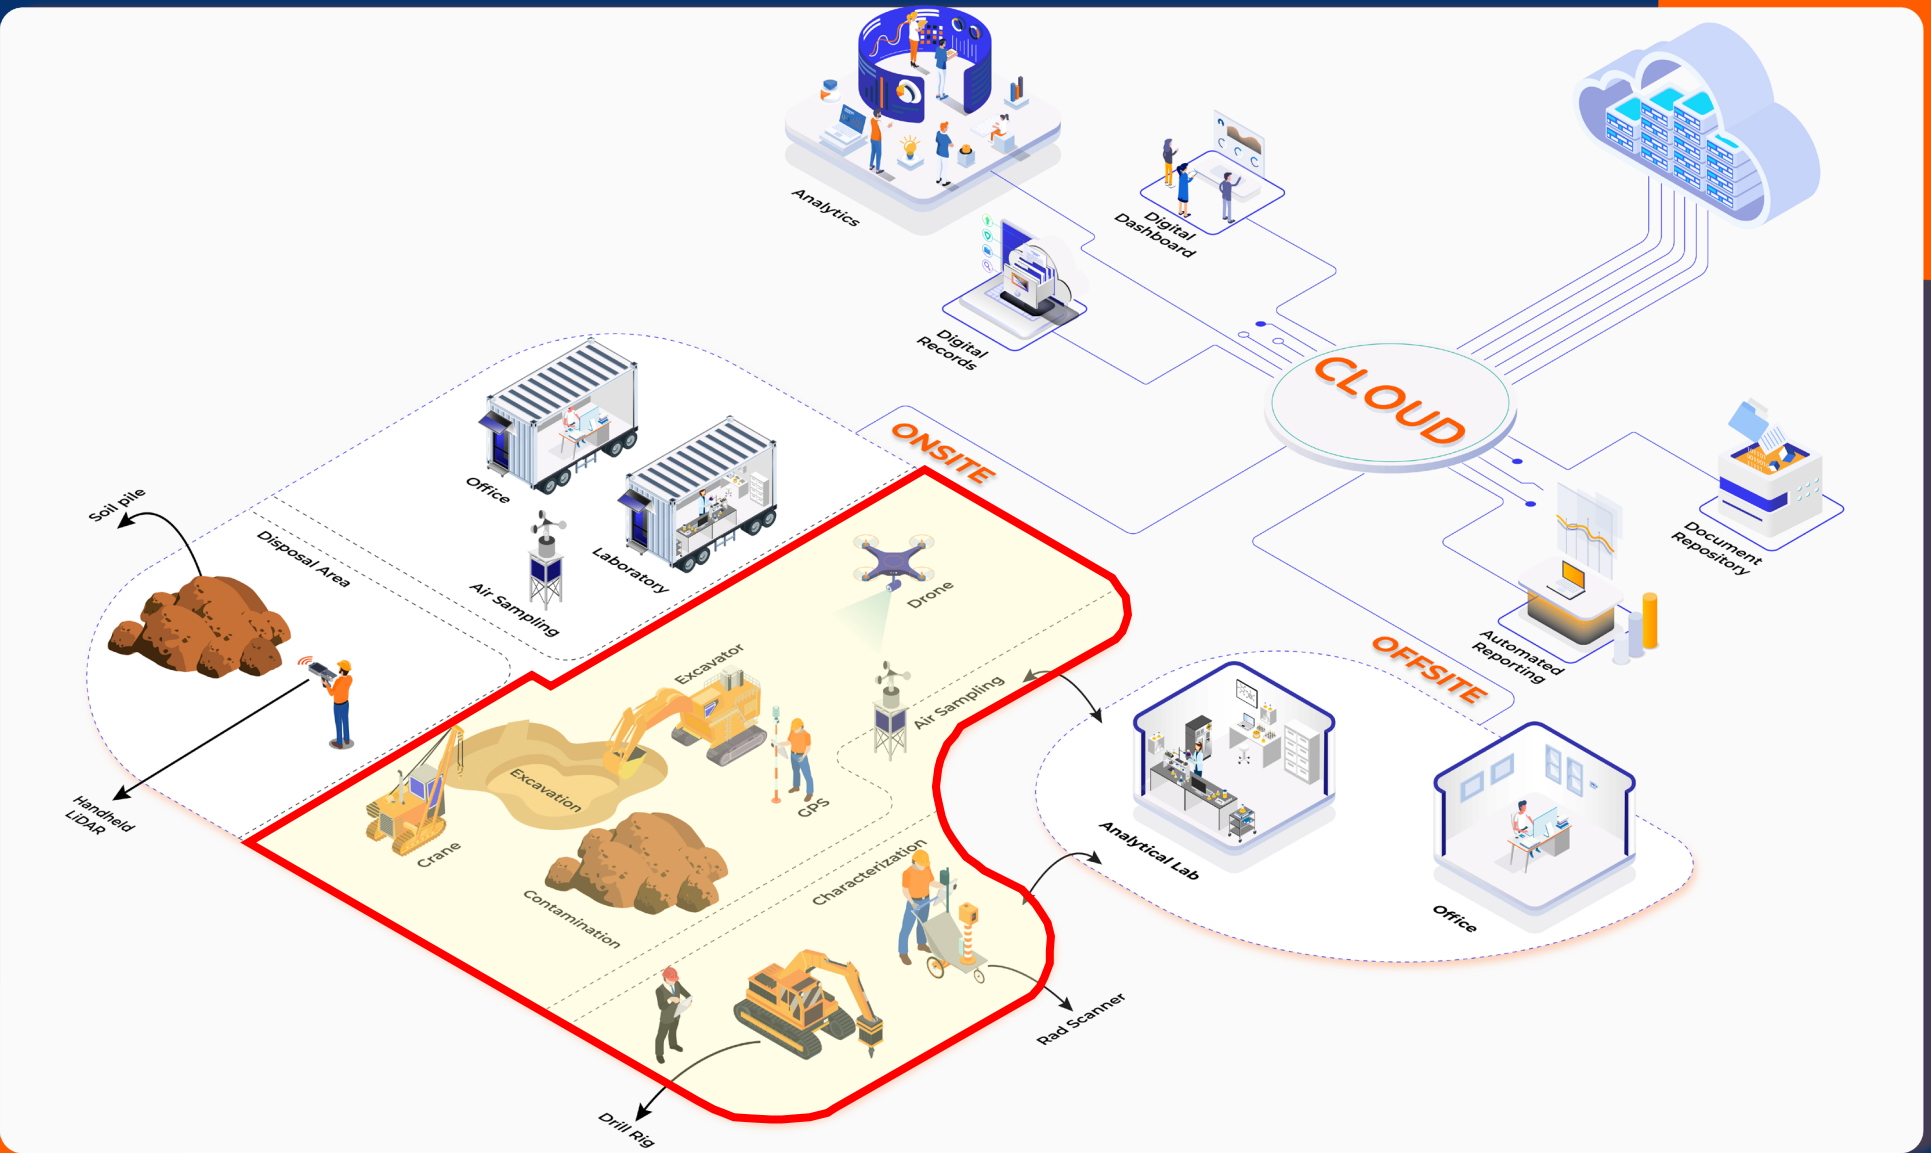 Analytics
Digital
Dashboard
Digital
Records
CLOUD
ONSITE
Office
Laboratory
Air Sampling
Disposal Area
Soil pile
Handheld
LiDAR
Drone
Excavator
Air Sampling
Excavation
GPS
Crane
Contamination
Characterization
Drill Rig
Rad Scanner
OFFSITE
Analytical Lab
Office
Automated
Reporting
Document
Repository